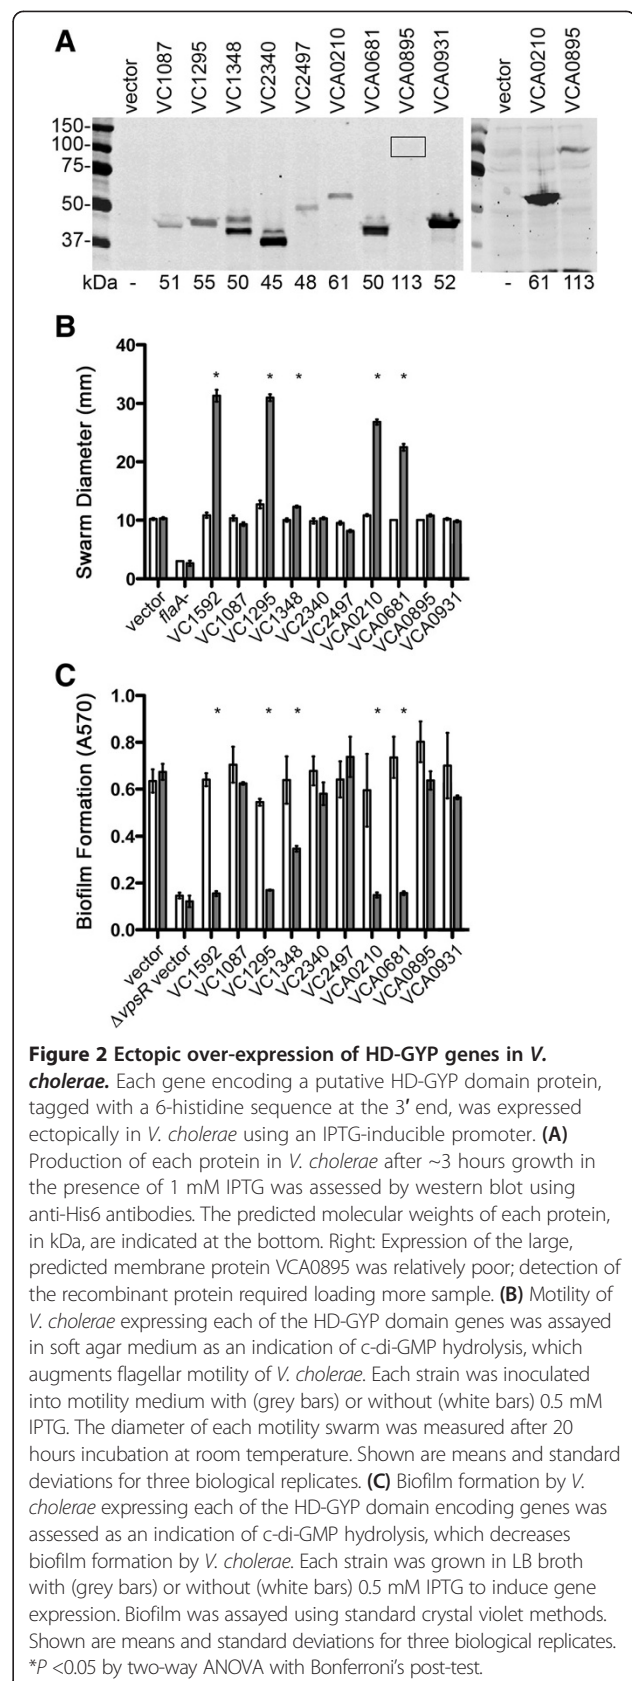 A
vector
VC1087
VC1295
VC1348
VC2340
VC2497
VCA0210
VCA0681
VCA0895
VCA0931
vector
VCA0210
VCA0895
150-
100-
75-
50-
37-
kDa - 51 55 50 45 48 61 50 113 52 - 61 113
B
Swarm Diameter (mm)
40
30
20
10
0
* * * * *
vector
flaA-
VC1592
VC1087
VC1295
VC1348
VC2340
VC2497
VCA0210
VCA0681
VCA0895
VCA0931
C
Biofilm Formation (A570)
1.0
0.8
0.6
0.4
0.2
0.0
* * * * *
vector
ΔvpsR vector
VC1592
VC1087
VC1295
VC1348
VC2340
VC2497
VCA0210
VCA0681
VCA0895
VCA0931
Figure 2 Ectopic over-expression of HD-GYP genes in V.
cholerae. Each gene encoding a putative HD-GYP domain protein,
tagged with a 6-histidine sequence at the 3′ end, was expressed
ectopically in V. cholerae using an IPTG-inducible promoter. (A)
Production of each protein in V. cholerae after ~3 hours growth in
the presence of 1 mM IPTG was assessed by western blot using
anti-His6 antibodies. The predicted molecular weights of each protein,
in kDa, are indicated at the bottom. Right: Expression of the large,
predicted membrane protein VCA0895 was relatively poor; detection of
the recombinant protein required loading more sample. (B) Motility of
V. cholerae expressing each of the HD-GYP domain genes was assayed
in soft agar medium as an indication of c-di-GMP hydrolysis, which
augments flagellar motility of V. cholerae. Each strain was inoculated
into motility medium with (grey bars) or without (white bars) 0.5 mM
IPTG. The diameter of each motility swarm was measured after 20
hours incubation at room temperature. Shown are means and standard
deviations for three biological replicates. (C) Biofilm formation by V.
cholerae expressing each of the HD-GYP domain encoding genes was
assessed as an indication of c-di-GMP hydrolysis, which decreases
biofilm formation by V. cholerae. Each strain was grown in LB broth
with (grey bars) or without (white bars) 0.5 mM IPTG to induce gene
expression. Biofilm was assayed using standard crystal violet methods.
Shown are means and standard deviations for three biological replicates.
*P <0.05 by two-way ANOVA with Bonferroni's post-test.